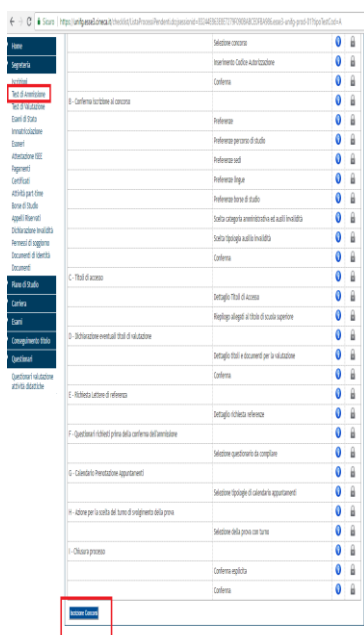 Sicuro
Home
Segreteria
Iscrizioni
Test di Ammissione
Test di Valutazione
Esami di Stato
Immatricolazione
Esoneri
Attestazione ISEE
Pagamenti
Certificati
Attività part-time
Borse di Studio
Appelli Riservati
Dichiarazione Invalidità
Permessi di soggiorno
Documenti di identità
Documenti
Piano di Studio
Carriera
Esami
Conseguimento titolo
Questionari
Questionari valutazione
attività didattiche
Selezione concorso
Inserimento Codice Autorizzazione
Conferma
B - Conferma iscrizione al concorso
Preferenze
Preferenze percorso di studio
Preferenze sedi
Preferenze lingue
Preferenze borse di studio
Scelta categoria amministrativa ed ausili invalidità
Scelta tipologia ausilio invalidità
Conferma
C - Titoli di accesso
Dettaglio Titoli di Accesso
Riepilogo allegati al titolo di scuola superiore
D - Dichiarazione eventuali titoli di valutazione
Dettaglio titoli e documenti per la valutazione
Conferma
E - Richiesta Lettere di referenza
Dettaglio richiesta referenze
F - Questionari richiesti prima della conferma dell'ammissione
Selezione questionario da compilare
G - Calendario Prenotazione Appuntamenti
Selezione tipologie di calendario appuntamenti
H - Azione per la scelta del turno di svolgimento della prova
Selezione della prova con turno
I - Chiusura processo
Conferma esplicita
Conferma
Iscrizione Concorsi